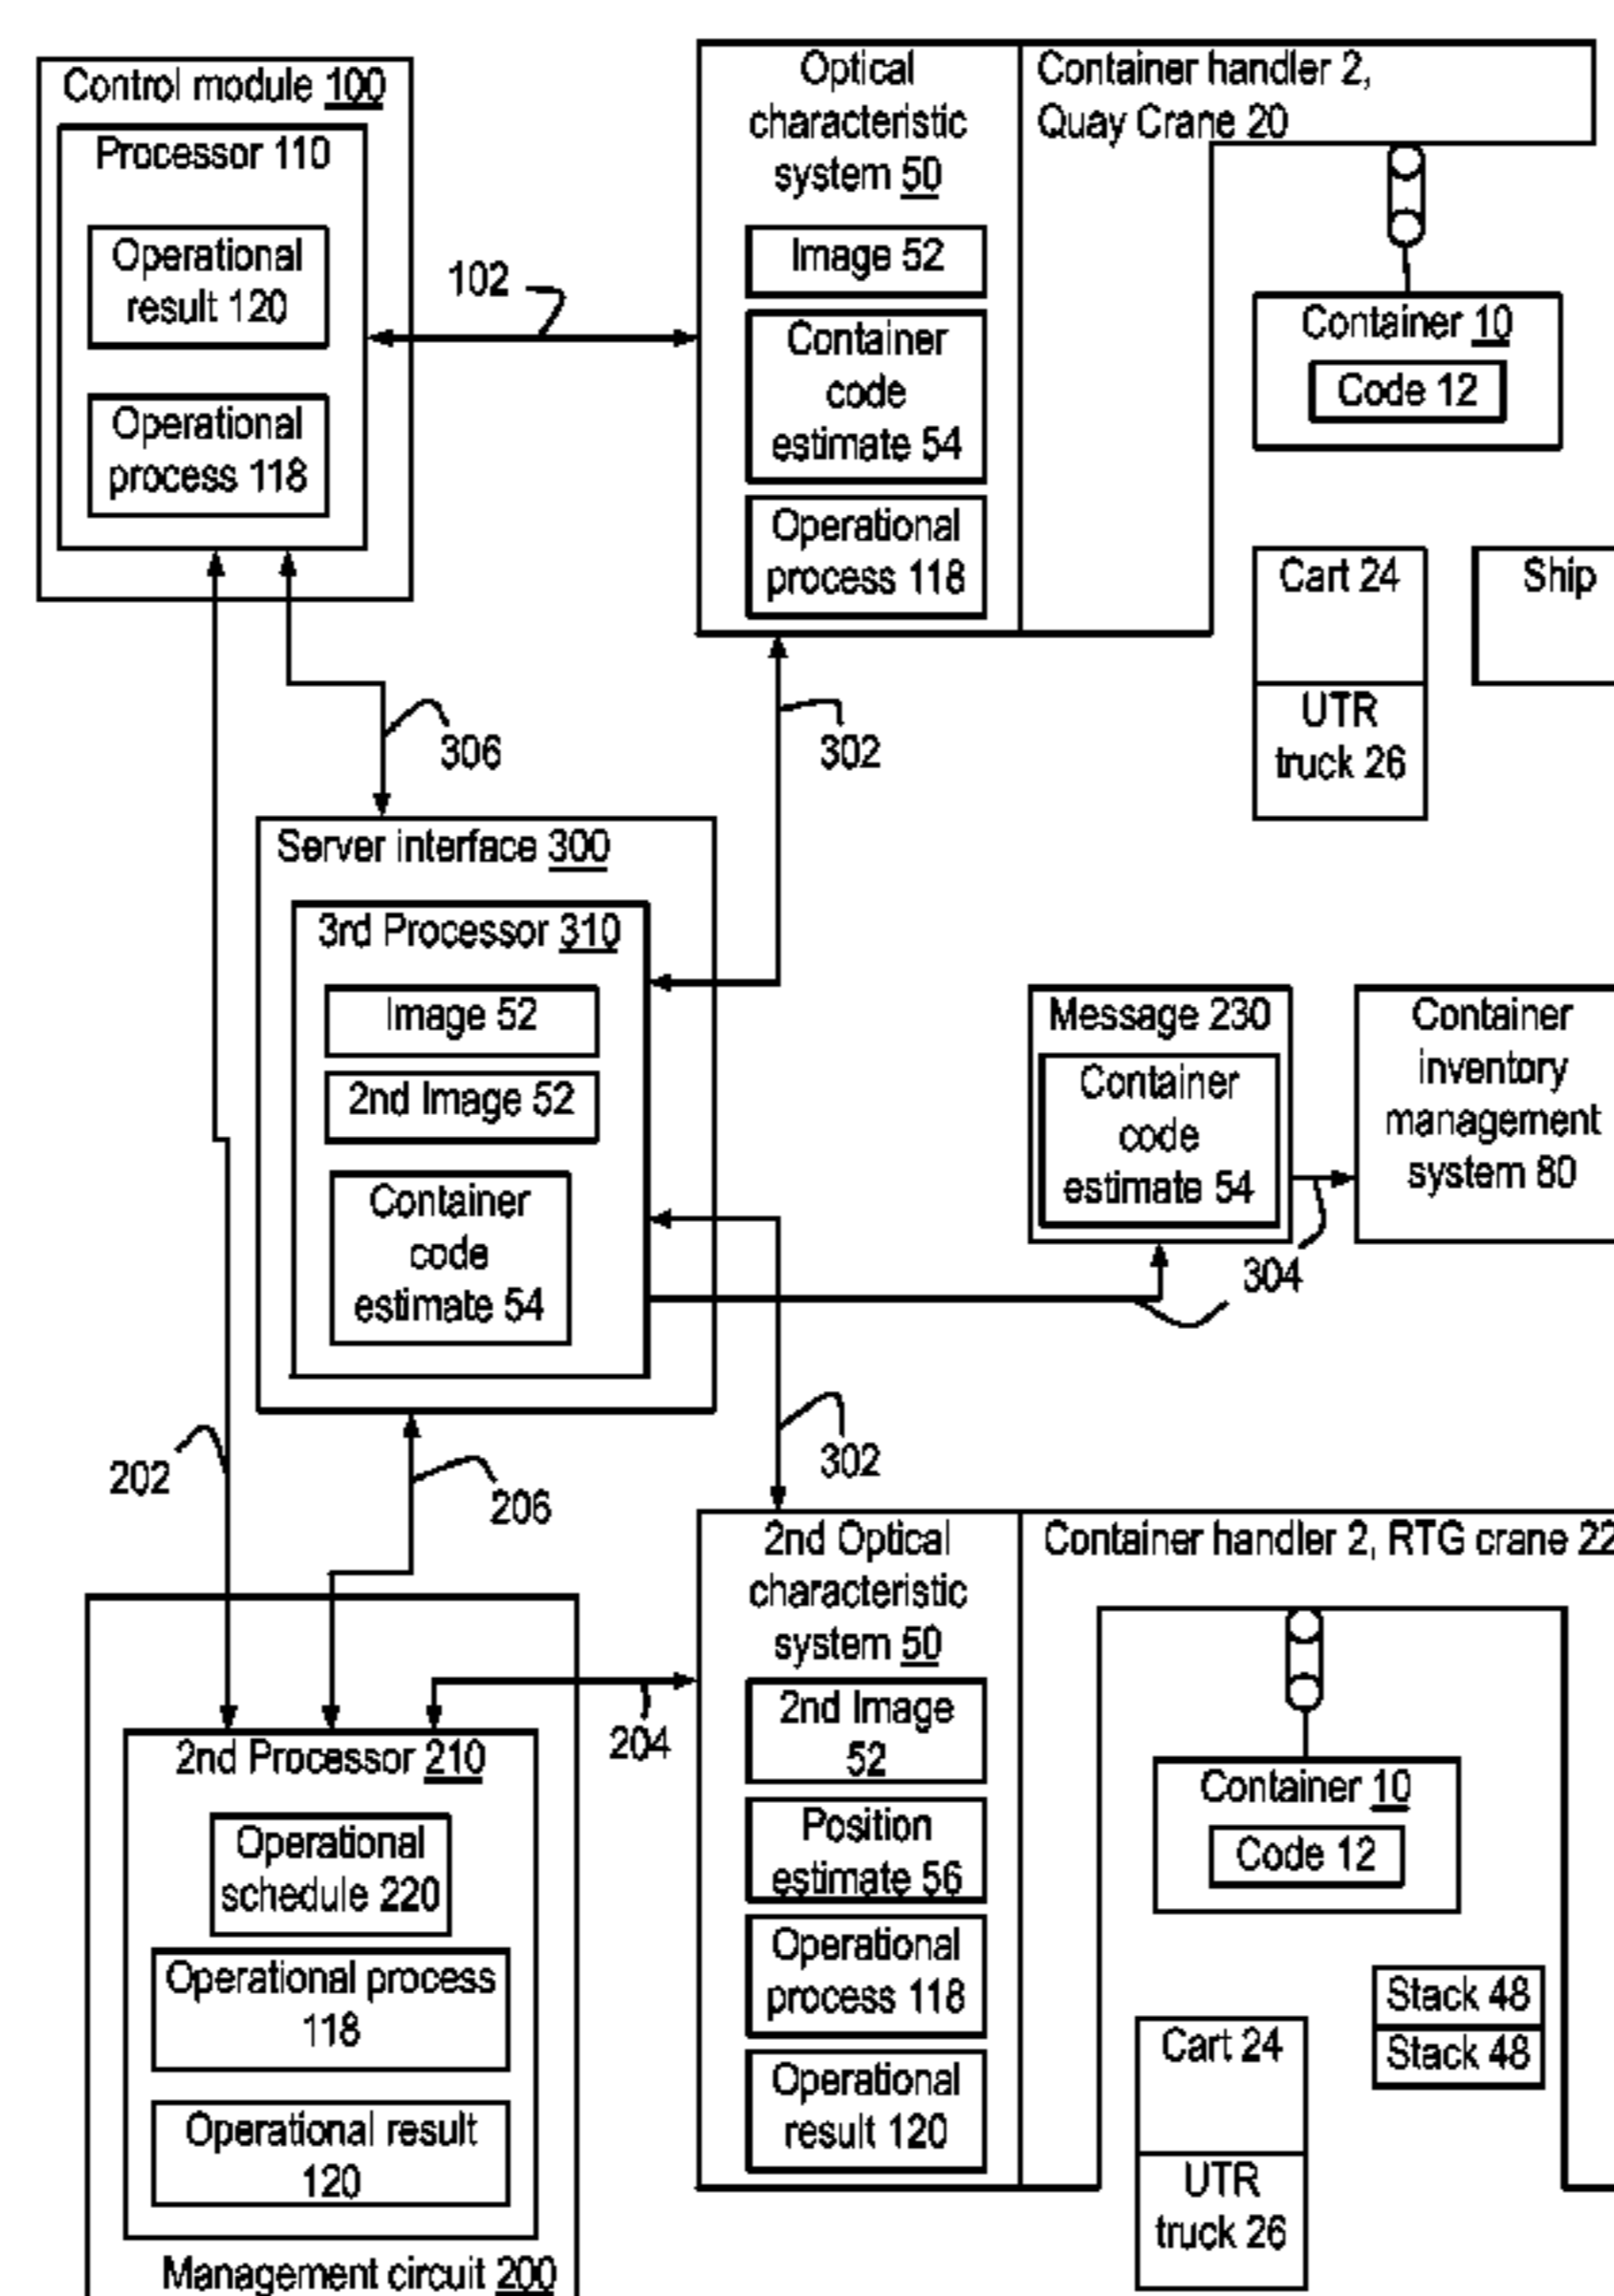 Control module 100
Processor 110
Operational
result 120
Operational
process 118
102
Optical
characteristic
system 50
Image 52
Container
code
estimate 54
Operational
process 118
Container handler 2,
Quay Crane 20
Container 10
Code 12
Cart 24
UTR
truck 26
Ship
306
302
Server interface 300
3rd Processor 310
Image 52
2nd Image 52
Container
code
estimate 54
Message 230
Container
code
estimate 54
Container
inventory
management
system 80
304
202
206
302
204
2nd Processor 210
Operational
schedule 220
Operational process
118
Operational result
120
Management circuit 200
2nd Optical
characteristic
system 50
2nd Image
52
Position
estimate 56
Operational
process 118
Operational
result 120
Container handler 2, RTG crane 22
Container 10
Code 12
Stack 48
Stack 48
Cart 24
UTR
truck 26